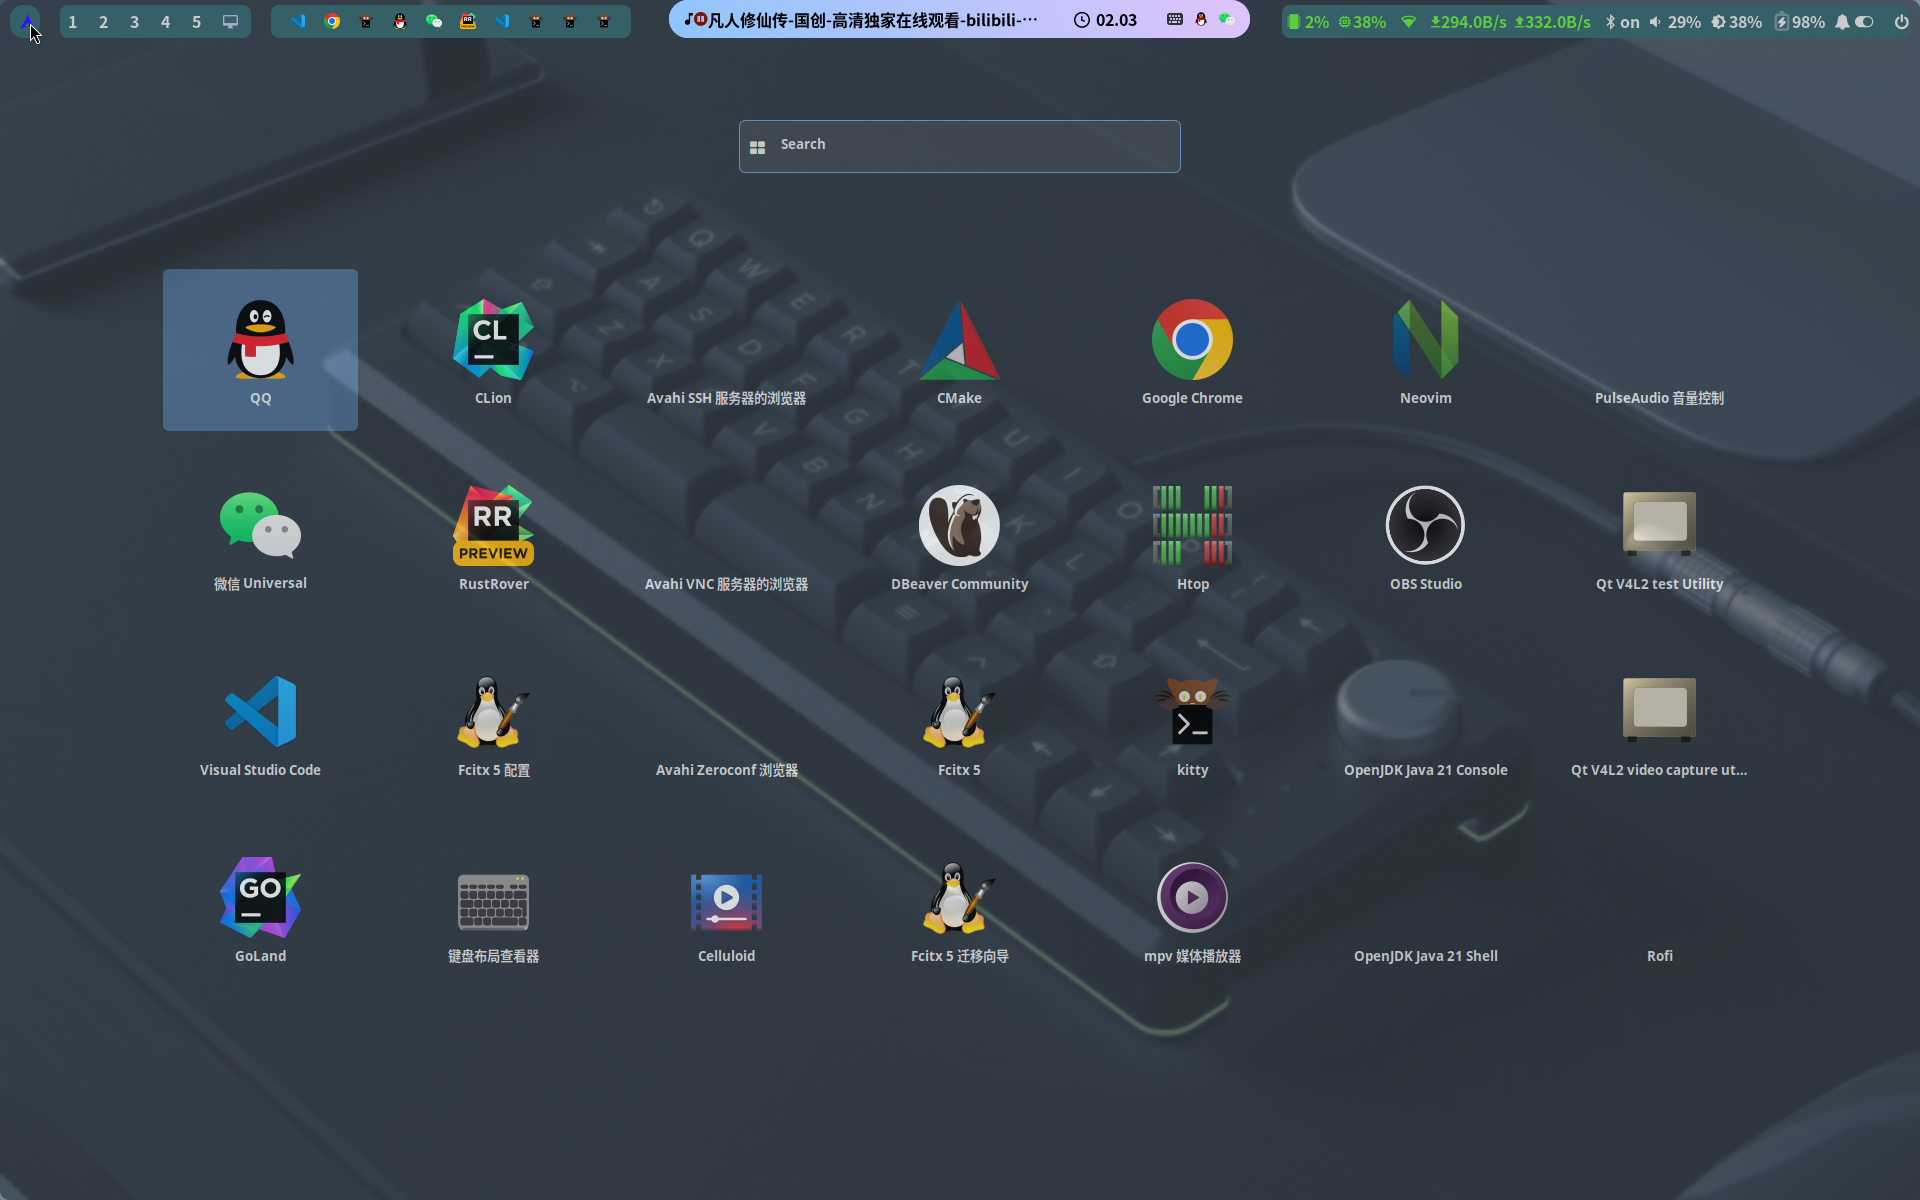 1 2 3 4 5
凡人修仙传-国创-高清独家在线观看-bilibili-…
02.03
2% 38% 294.0B/s 332.0B/s on 29% 38% 98%
Search
QQ
CL
CLion
Avahi SSH 服务器的浏览器
CMake
Google Chrome
Neovim
PulseAudio 音量控制
微信 Universal
RR
PREVIEW
RustRover
Avahi VNC 服务器的浏览器
DBeaver Community
Htop
OBS Studio
Qt V4L2 test Utility
Visual Studio Code
Fcitx 5 配置
Avahi Zeroconf 浏览器
Fcitx 5
kitty
OpenJDK Java 21 Console
Qt V4L2 video capture ut...
GO
GoLand
键盘布局查看器
Celluloid
Fcitx 5 迁移向导
mpv 媒体播放器
OpenJDK Java 21 Shell
Rofi